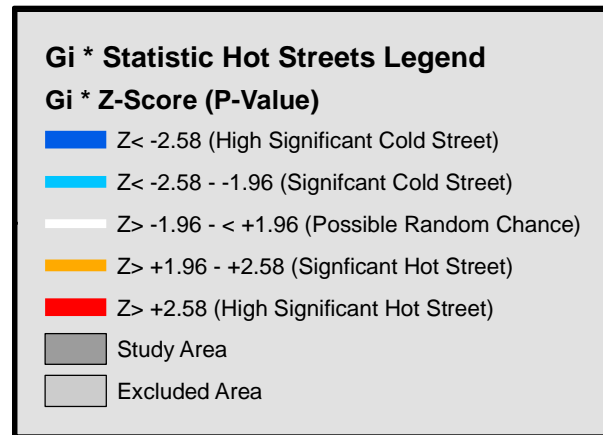 Gi * Statistic Hot Streets Legend
Gi * Z-Score (P-Value)
Z< -2.58 (High Significant Cold Street)
Z< -2.58 - -1.96 (Signifcant Cold Street)
Z> -1.96 - < +1.96 (Possible Random Chance)
Z> +1.96 - +2.58 (Signficant Hot Street)
Z> +2.58 (High Significant Hot Street)
Study Area
Excluded Area